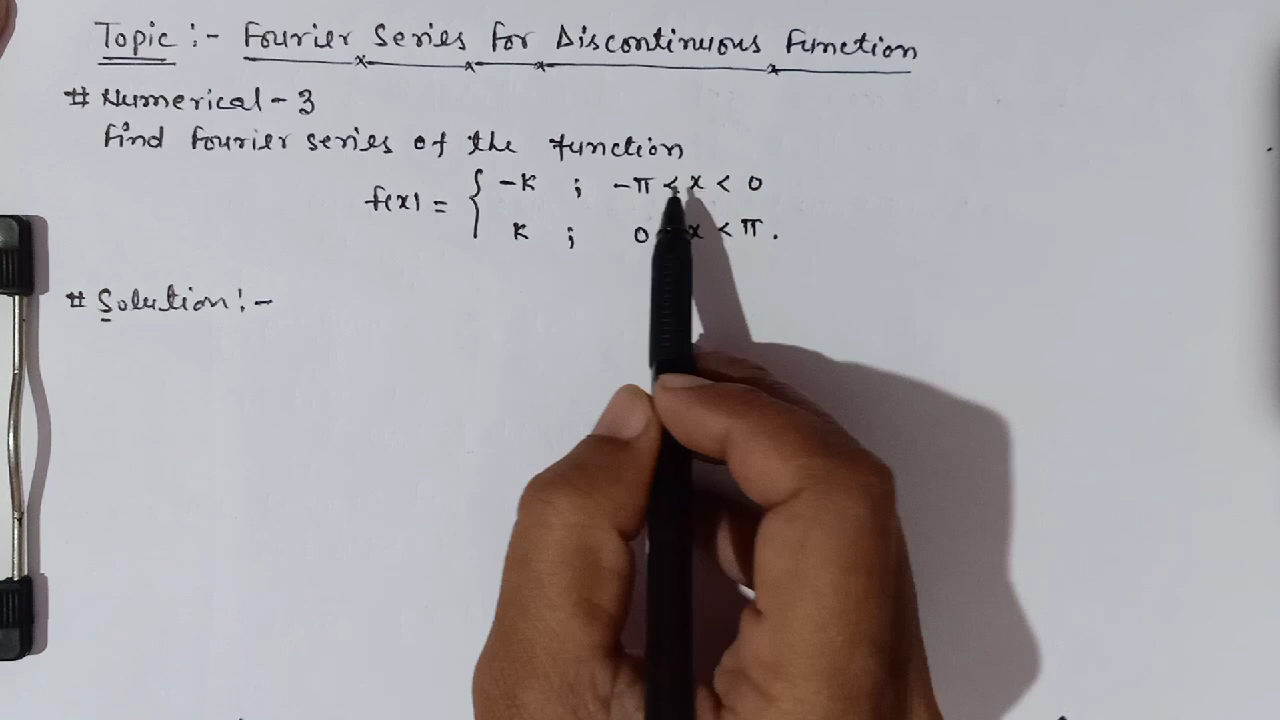 Topic :- Fourier Series For Discontinuous Function
# Numerical - 3
Find Fourier series of the function
f(x) = { -K ; -π < x < 0
K ; 0 x < π .
# Solution :-